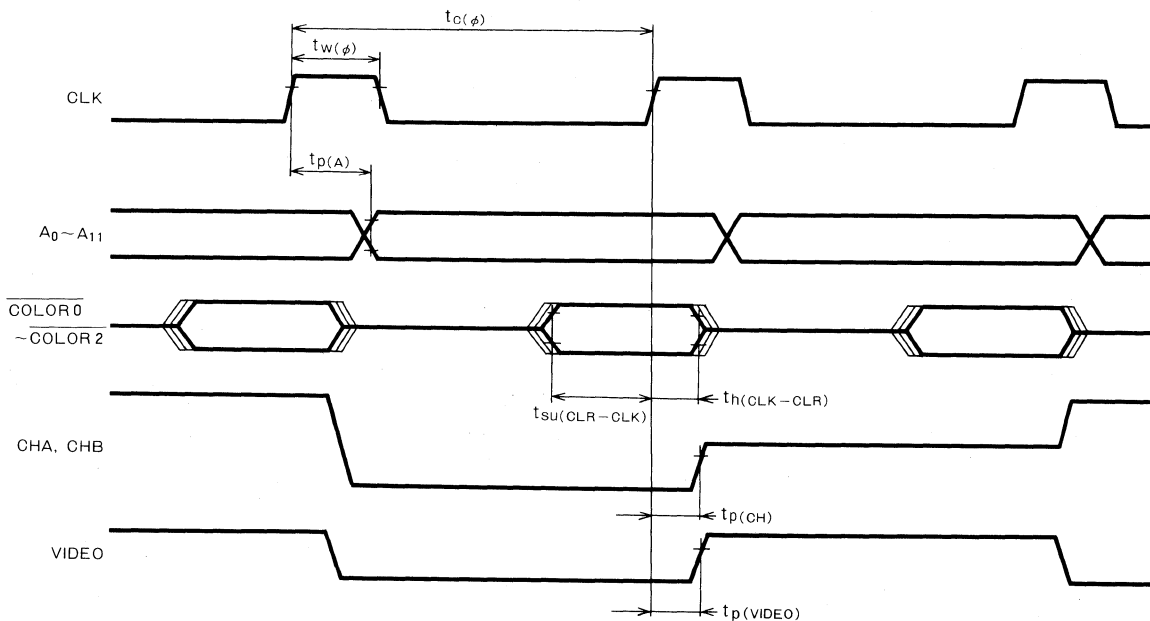 tC(φ)
tW(φ)
CLK
tp(A)
A0~A11
COLOR0
~COLOR2
tsu(CLR-CLK)
th(CLK-CLR)
CHA, CHB
tp(CH)
VIDEO
tp(VIDEO)